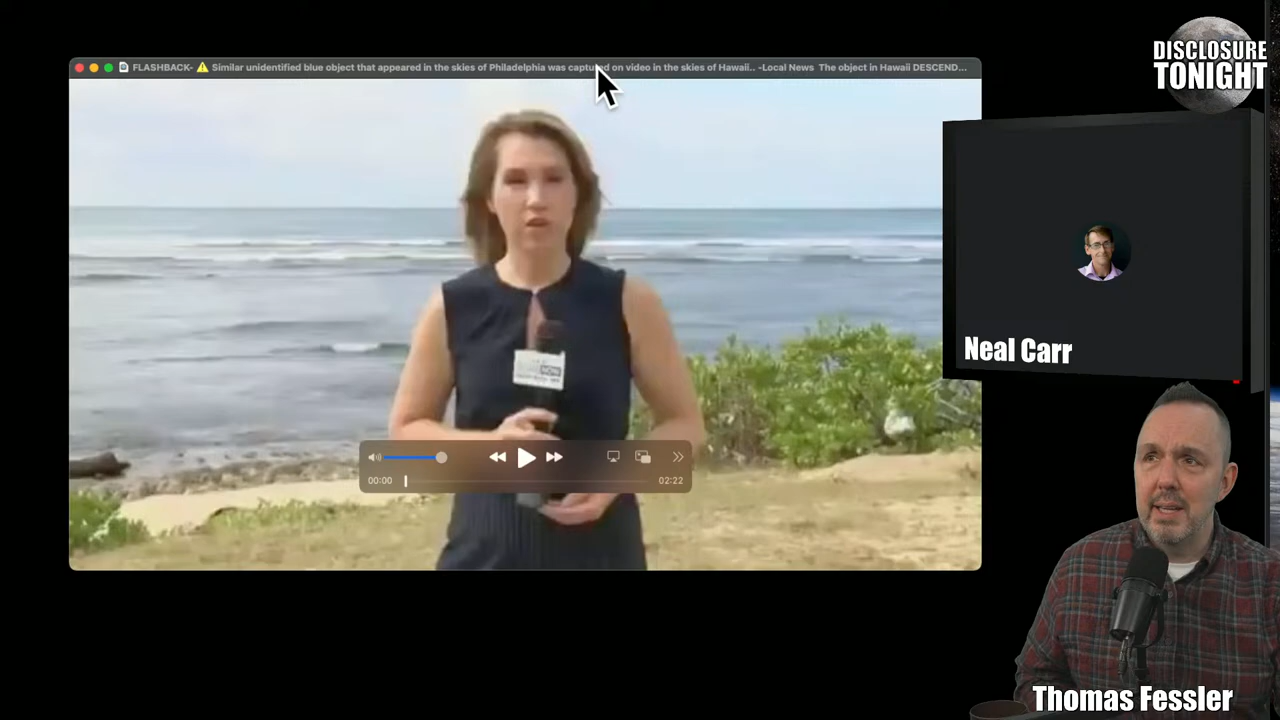 FLASHBACK- ⚠️ Similar unidentified blue object that appeared in the skies of Philadelphia was captured on video in the skies of Hawaii.. -Local News The object in Hawaii DESCEND...
DISCLOSURE
TONIGHT
Neal Carr
NOW
00:00
02:22
Thomas Fessler